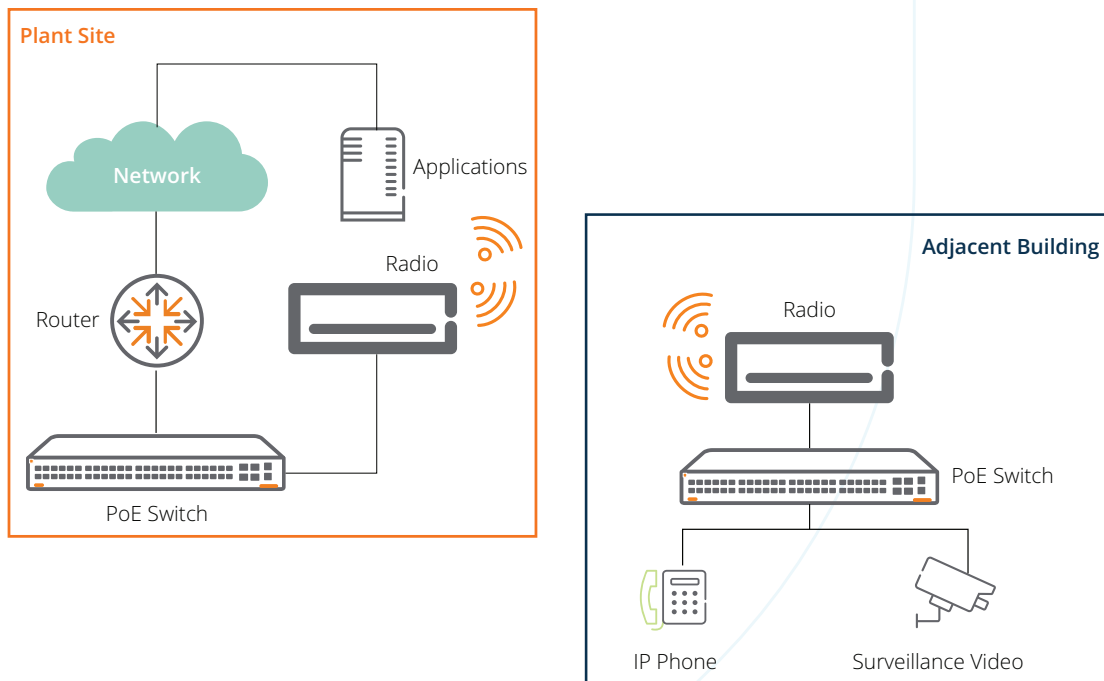 Plant Site
Network
Applications
Radio
Router
PoE Switch
Adjacent Building
Radio
PoE Switch
IP Phone
Surveillance Video